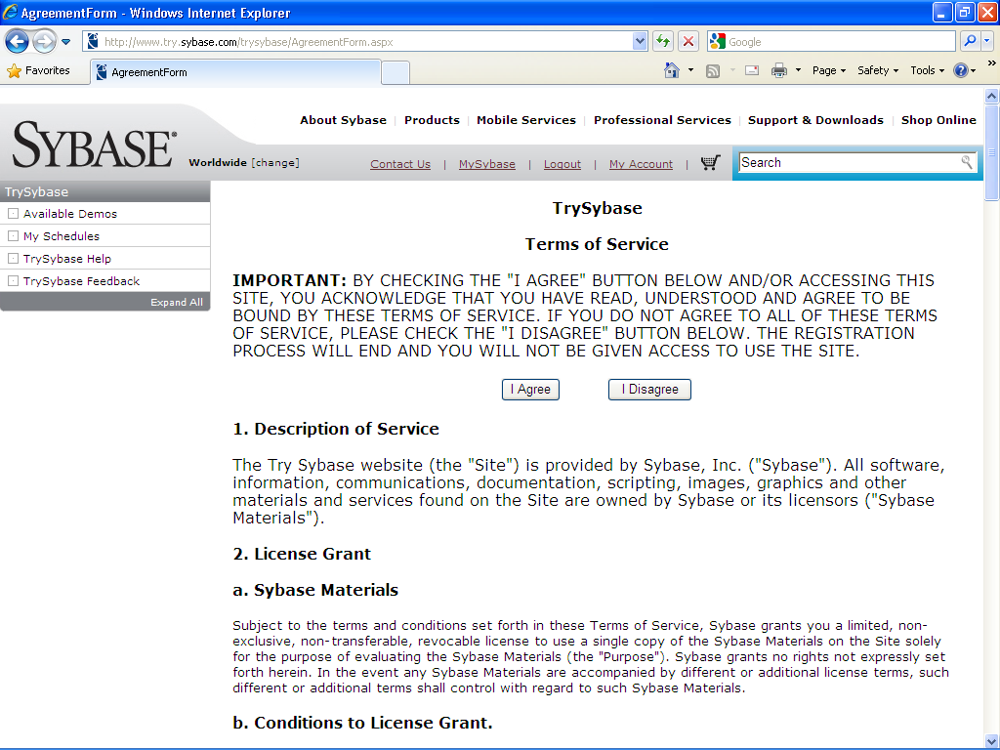 AgreementForm - Windows Internet Explorer
http://www.try.sybase.com/trysybase/AgreementForm.aspx
Google
Favorites
AgreementForm
Page
Safety
Tools
»
SYBASE®
About Sybase | Products | Mobile Services | Professional Services | Support & Downloads | Shop Online
Worldwide [change]
Contact Us | MySybase | Logout | My Account |
Search
TrySybase
Available Demos
My Schedules
TrySybase Help
TrySybase Feedback
Expand All
TrySybase
Terms of Service
IMPORTANT: BY CHECKING THE "I AGREE" BUTTON BELOW AND/OR ACCESSING THIS
SITE, YOU ACKNOWLEDGE THAT YOU HAVE READ, UNDERSTOOD AND AGREE TO BE
BOUND BY THESE TERMS OF SERVICE. IF YOU DO NOT AGREE TO ALL OF THESE TERMS
OF SERVICE, PLEASE CHECK THE "I DISAGREE" BUTTON BELOW. THE REGISTRATION
PROCESS WILL END AND YOU WILL NOT BE GIVEN ACCESS TO USE THE SITE.
I Agree
I Disagree
1. Description of Service
The Try Sybase website (the "Site") is provided by Sybase, Inc. ("Sybase"). All software,
information, communications, documentation, scripting, images, graphics and other
materials and services found on the Site are owned by Sybase or its licensors ("Sybase
Materials").
2. License Grant
a. Sybase Materials
Subject to the terms and conditions set forth in these Terms of Service, Sybase grants you a limited, non-
exclusive, non-transferable, revocable license to use a single copy of the Sybase Materials on the Site solely
for the purpose of evaluating the Sybase Materials (the "Purpose"). Sybase grants no rights not expressly set
forth herein. In the event any Sybase Materials are accompanied by different or additional license terms, such
different or additional terms shall control with regard to such Sybase Materials.
b. Conditions to License Grant.